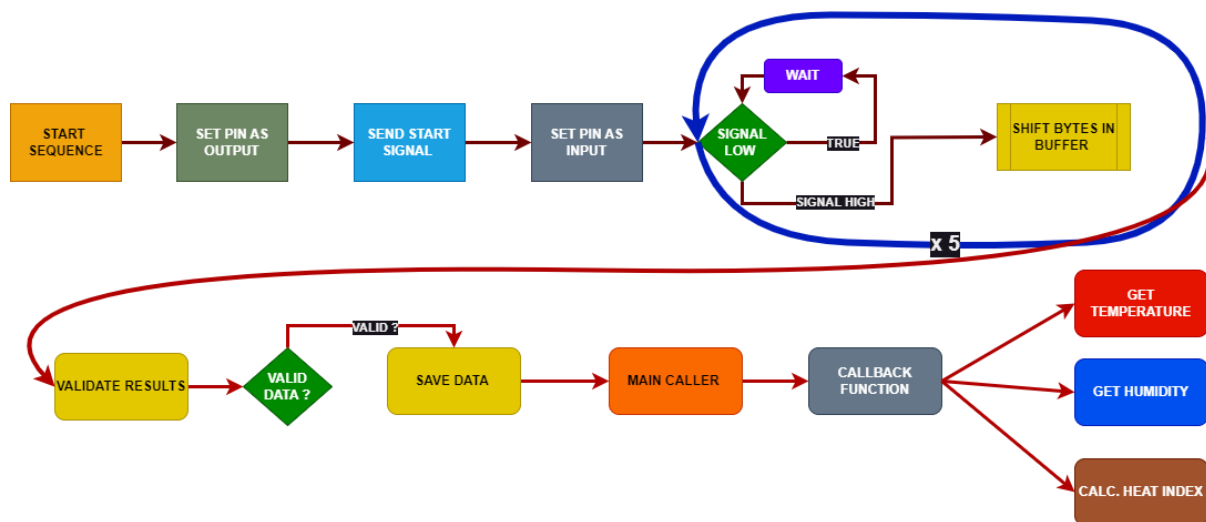 WAIT
START
SEQUENCE
SET PIN AS
OUTPUT
SEND START
SIGNAL
SET PIN AS
INPUT
SIGNAL
LOW
TRUE
SHIFT BYTES IN
BUFFER
SIGNAL HIGH
x 5
VALIDATE RESULTS
VALID
DATA ?
VALID ?
SAVE DATA
MAIN CALLER
CALLBACK
FUNCTION
GET
TEMPERATURE
GET HUMIDITY
CALC. HEAT INDEX